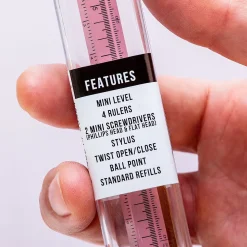 FEATURES
MINI LEVEL
4 RULERS
2 MINI SCREWDRIVERS
(PHILLIPS HEAD & FLAT HEAD)
STYLUS
TWIST OPEN/CLOSE
BALL POINT
STANDARD REFILLS